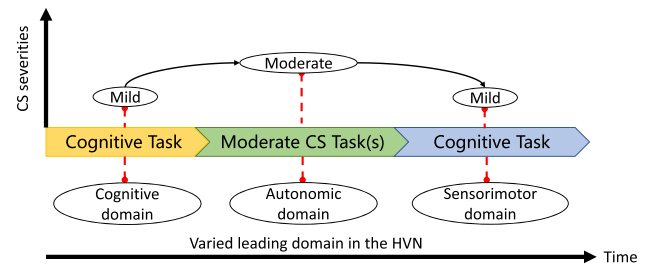 CS severities
Moderate
Mild
Mild
Cognitive Task
Moderate CS Task(s)
Cognitive Task
Cognitive
domain
Autonomic
domain
Sensorimotor
domain
Varied leading domain in the HVN
Time